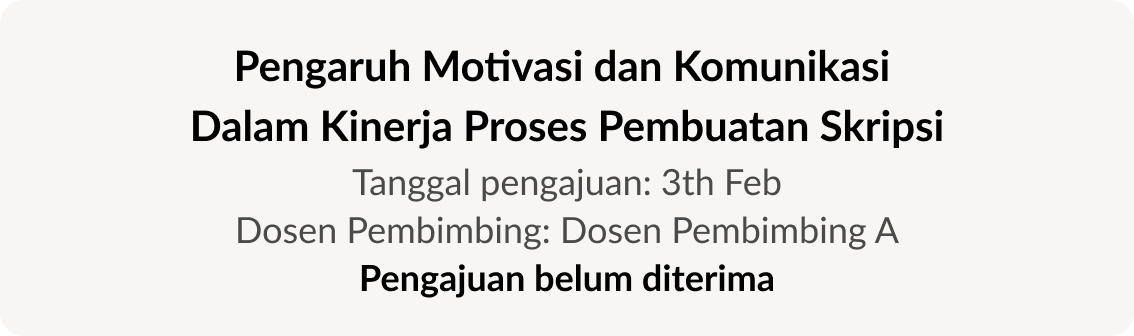 Pengaruh Motivasi dan Komunikasi
Dalam Kinerja Proses Pembuatan Skripsi
Tanggal pengajuan: 3th Feb
Dosen Pembimbing: Dosen Pembimbing A
Pengajuan belum diterima